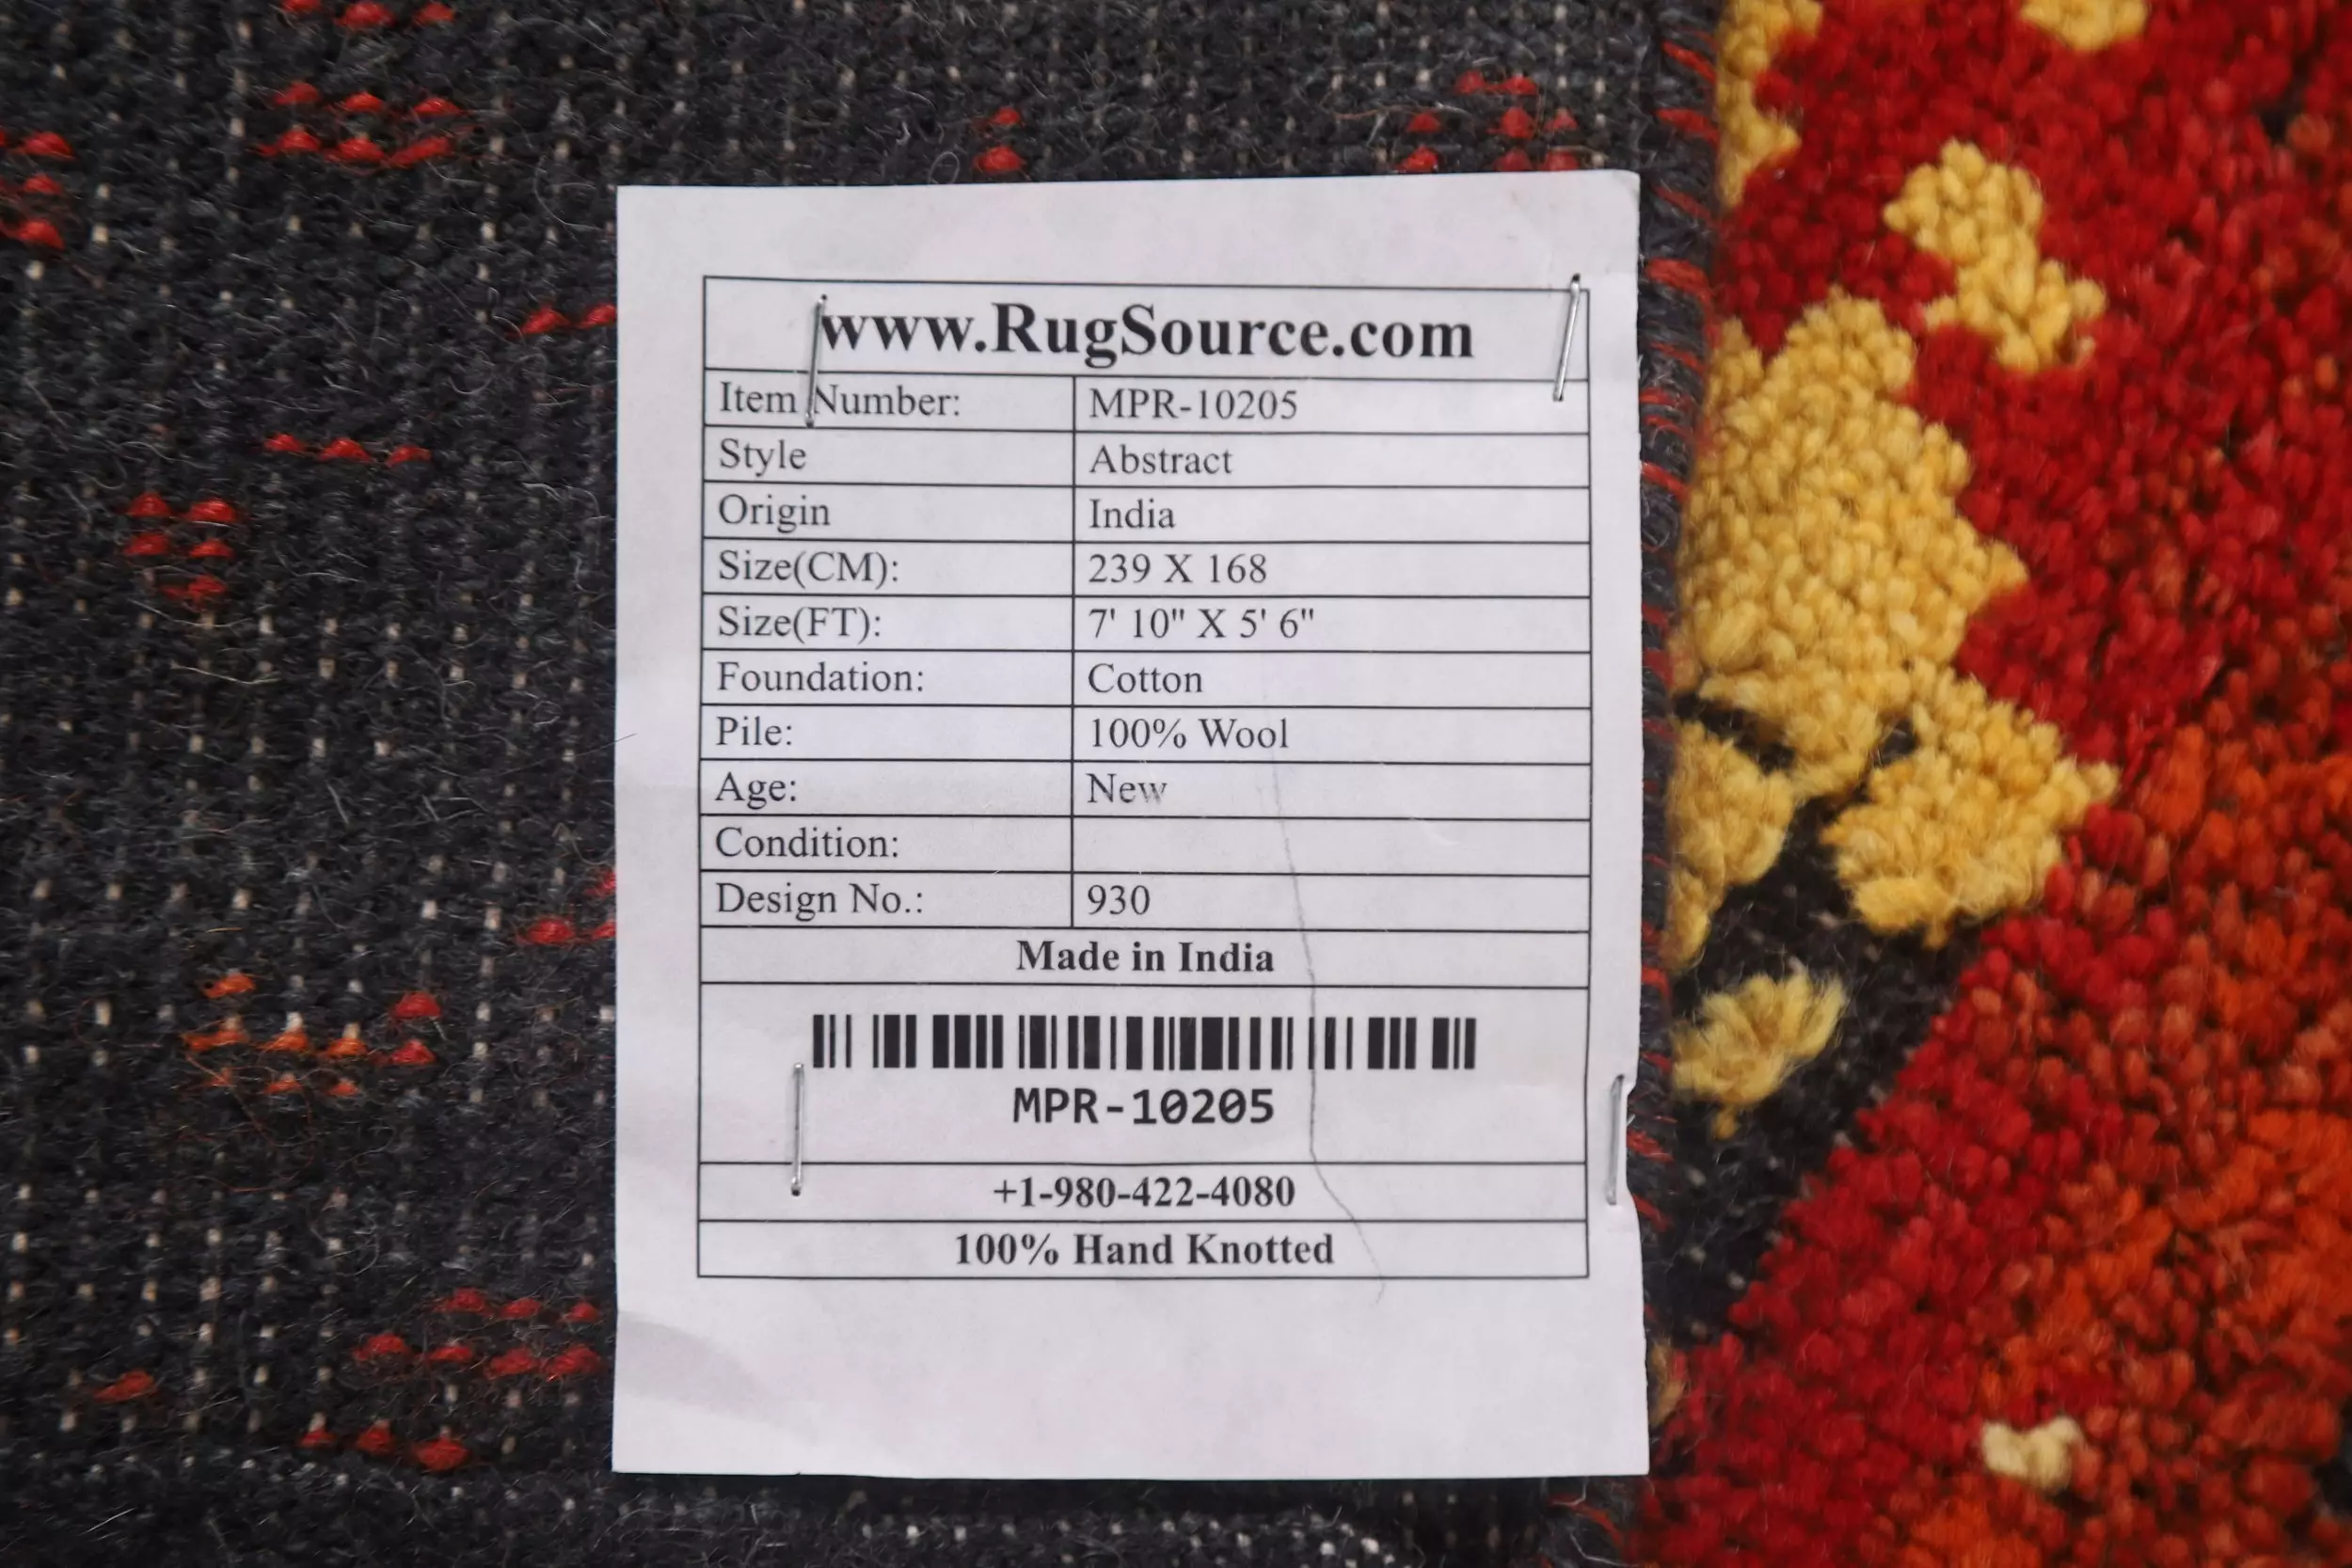 www.RugSource.com
Item Number: MPR-10205
Style Abstract
Origin India
Size(CM): 239 X 168
Size(FT): 7' 10" X 5' 6"
Foundation: Cotton
Pile: 100% Wool
Age: New
Condition:
Design No.: 930
Made in India
MPR-10205
+1-980-422-4080
100% Hand Knotted